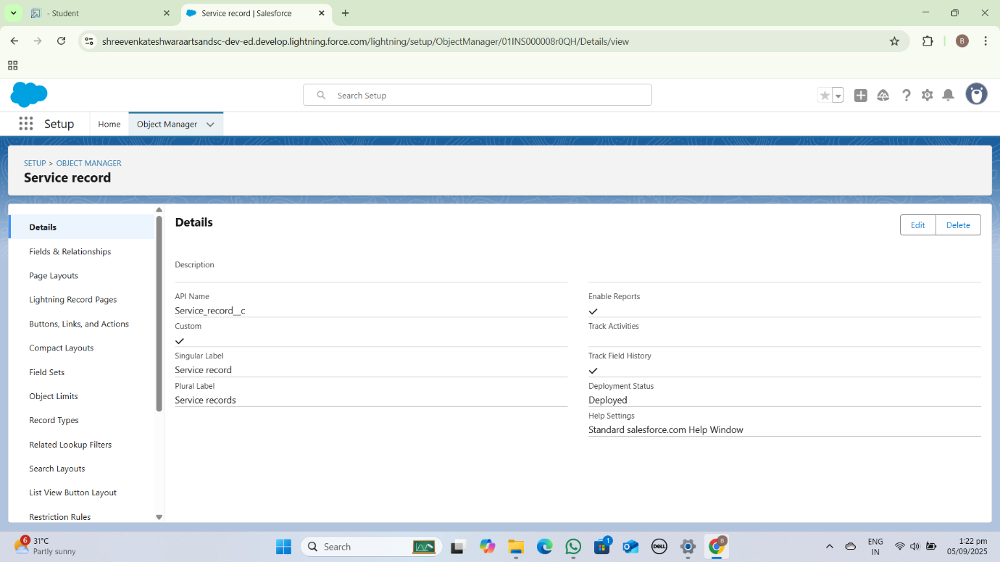 - Student
Service record | Salesforce
shreevenkateshwaraartsandsc-dev-ed.develop.lightning.force.com/lightning/setup/ObjectManager/01INS000008r0QH/Details/view
B
Search Setup
Setup
Home
Object Manager
SETUP > OBJECT MANAGER
Service record
Details
Fields & Relationships
Page Layouts
Lightning Record Pages
Buttons, Links, and Actions
Compact Layouts
Field Sets
Object Limits
Record Types
Related Lookup Filters
Search Layouts
List View Button Layout
Restriction Rules
Details
Edit
Delete
Description
API Name
Service_record__c
Custom
Singular Label
Service record
Plural Label
Service records
Enable Reports
Track Activities
Track Field History
Deployment Status
Deployed
Help Settings
Standard salesforce.com Help Window
6
31°C
Partly sunny
Search
1
DELL
B
ENG
IN
1:22 pm
05/09/2025